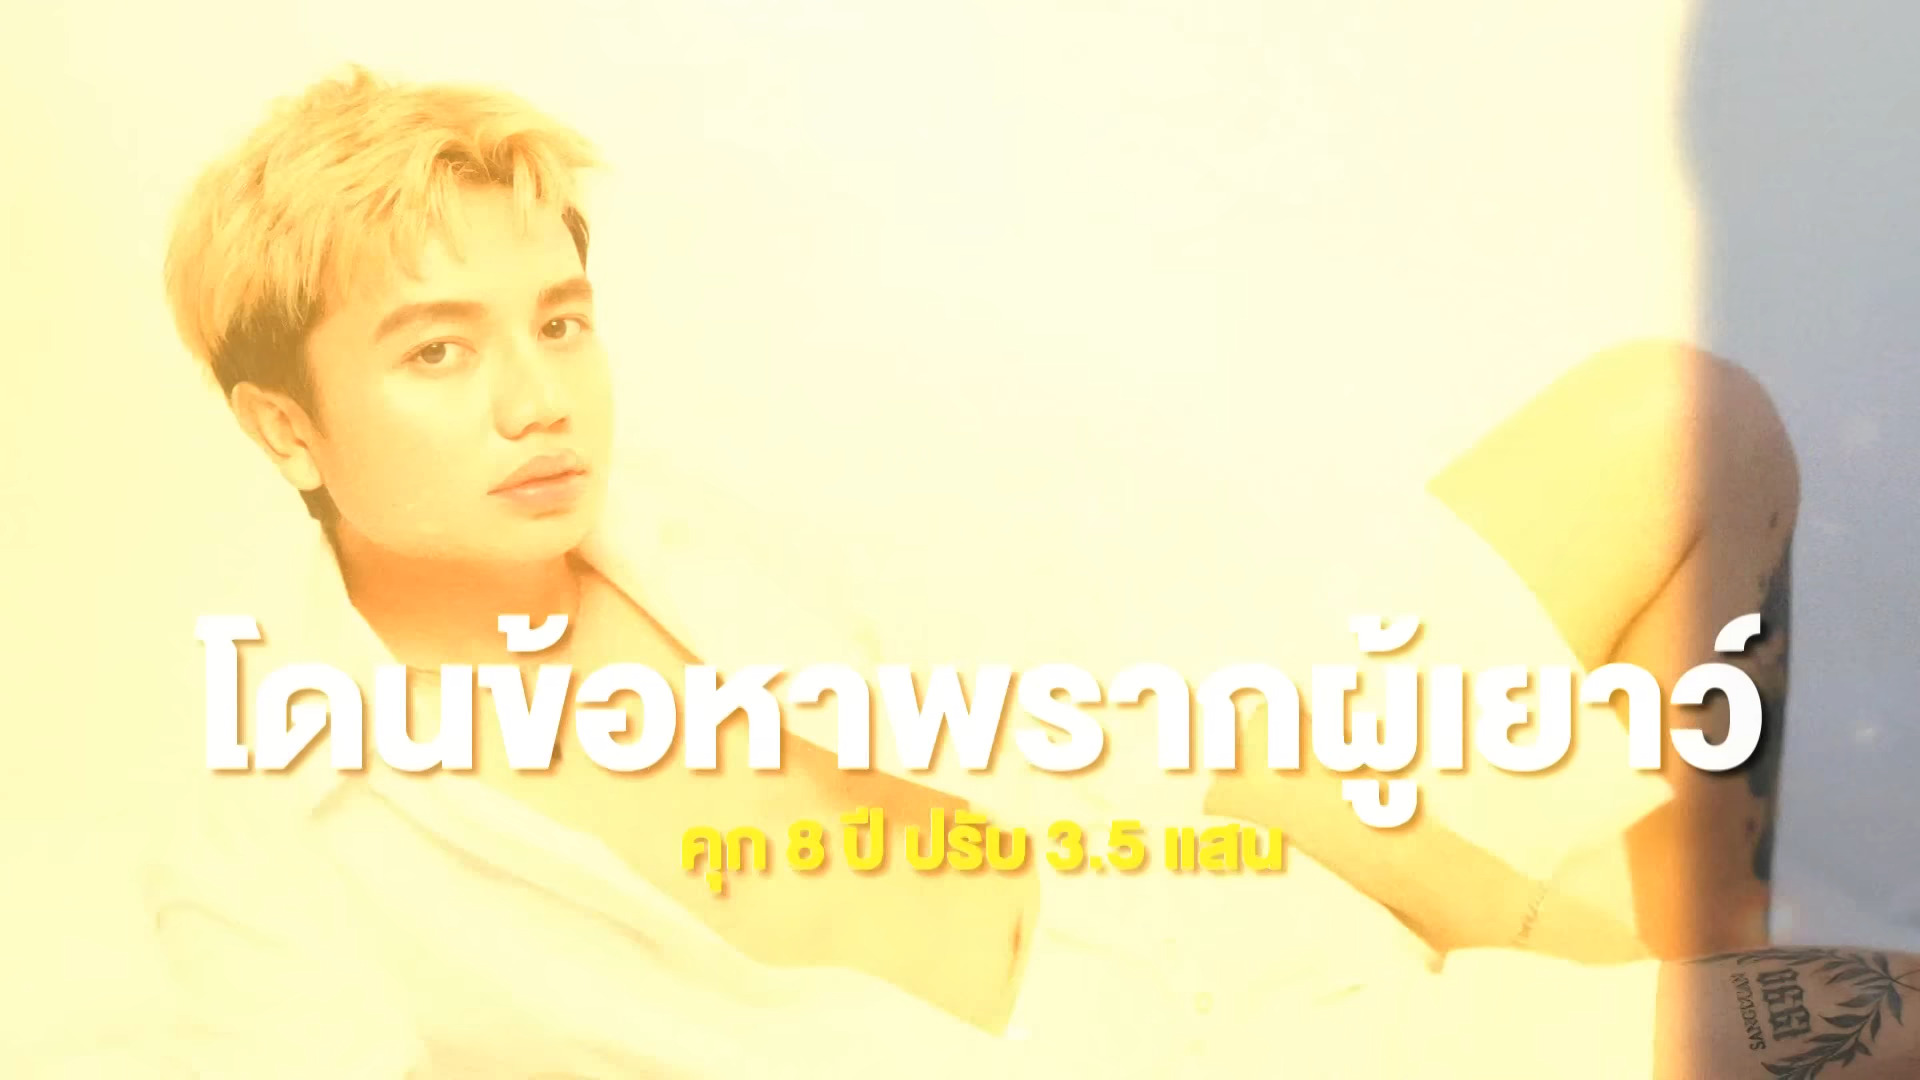 โดนข้อหาพรากผู้เยาว์
คุก 8 ปี ปรับ 3.5 แสน
1998